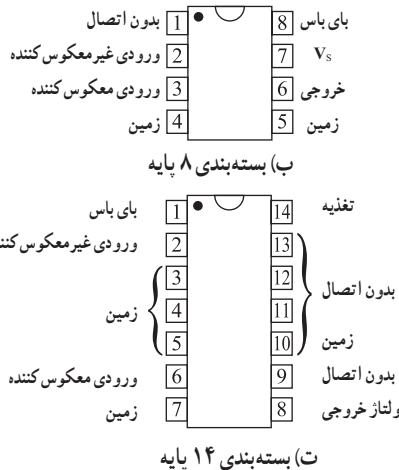 بدون اتصال 1 8 بای باس
ورودی غیرمعکوس کننده 2 7 Vs
ورودی معکوس کننده 3 6 خروجی
زمین 4 5 زمین
ب) بسته‌بندی ۸ پایه
بای باس 1 14 تغذیه
ورودی غیرمعکوس کنند 2 13
3 12 بدون اتصال
زمین 4 11
5 10 زمین
ورودی معکوس کننده 6 9 بدون اتصال
زمین 7 8 ولتاژ خروجی
ت) بسته‌بندی ۱۴ پایه